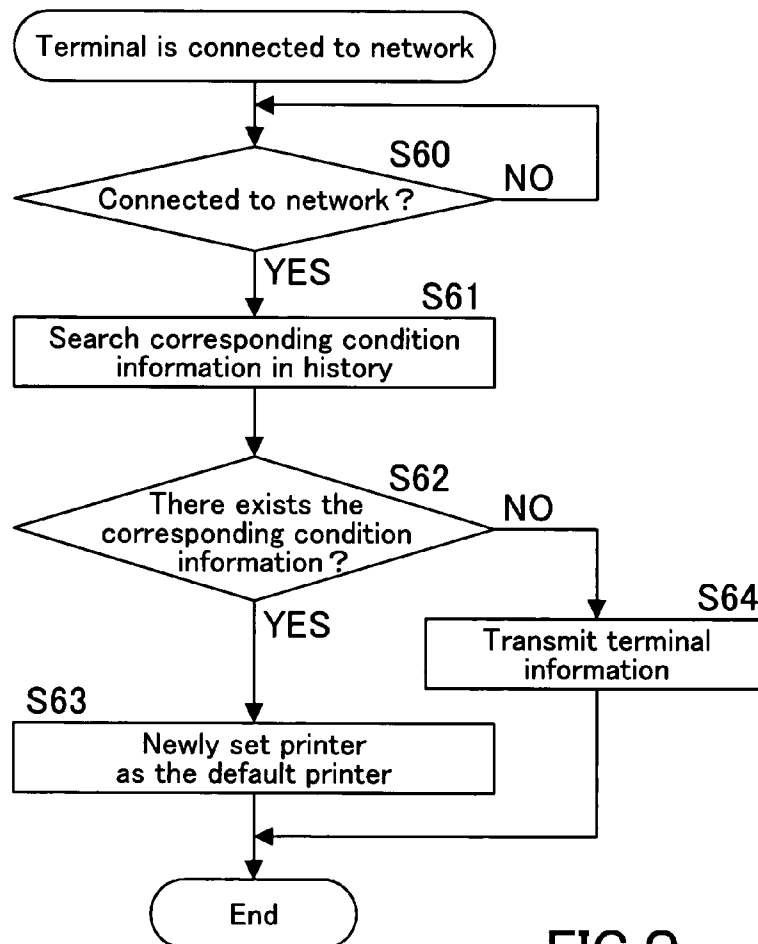 Terminal is connected to network
S60
Connected to network?
NO
YES
S61
Search corresponding condition
information in history
S62
There exists the
corresponding condition
information?
NO
YES
S64
Transmit terminal
information
S63
Newly set printer
as the default printer
End